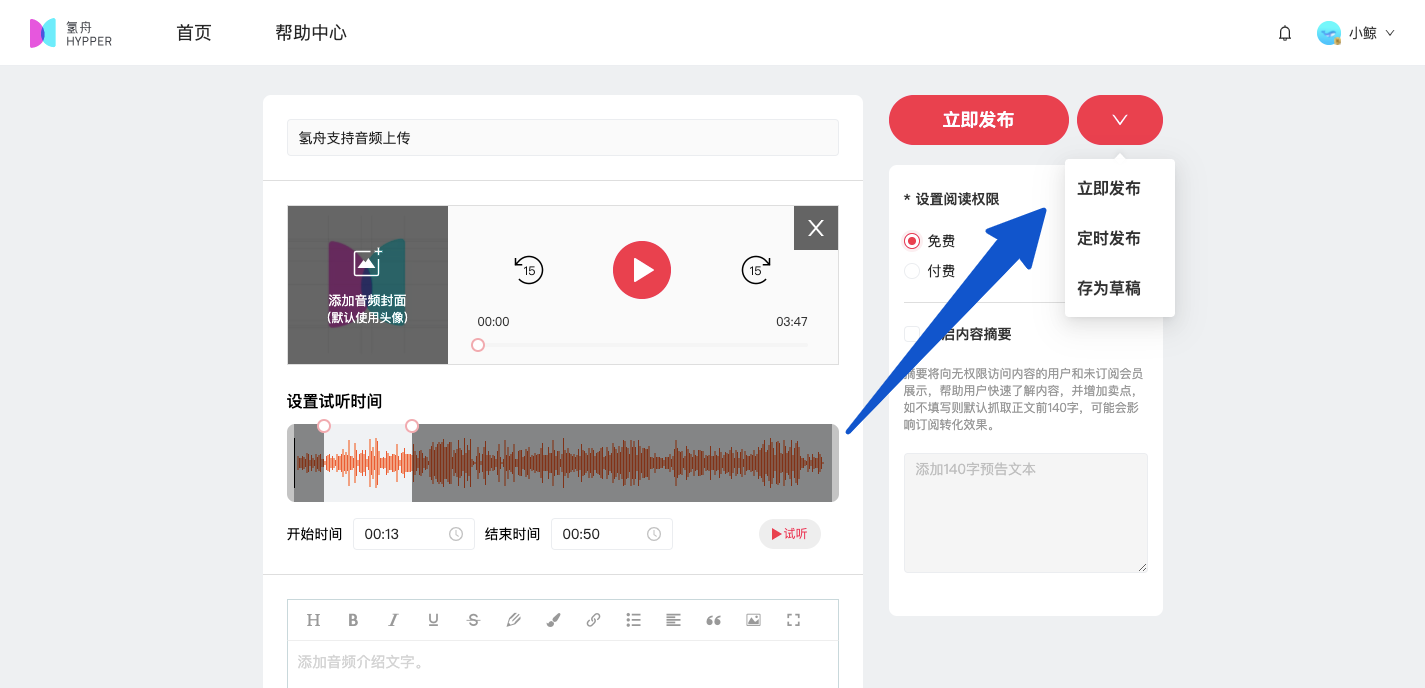 氢舟
HYPPER
首页
帮助中心
小鲸
氢舟支持音频上传
立即发布
立即发布
定时发布
存为草稿
添加音频封面
(默认使用头像)
X
15
15
00:00
03:47
设置试听时间
开始时间
00:13
结束时间
00:50
试听
H B I U S
添加音频介绍文字。
* 设置阅读权限
免费
付费
启内容摘要
摘要将向无权限访问内容的用户和未订阅会员
展示，帮助用户快速了解内容，并增加卖点，
如不填写则默认抓取正文前140字，可能会影
响订阅转化效果。
添加140字预告文本